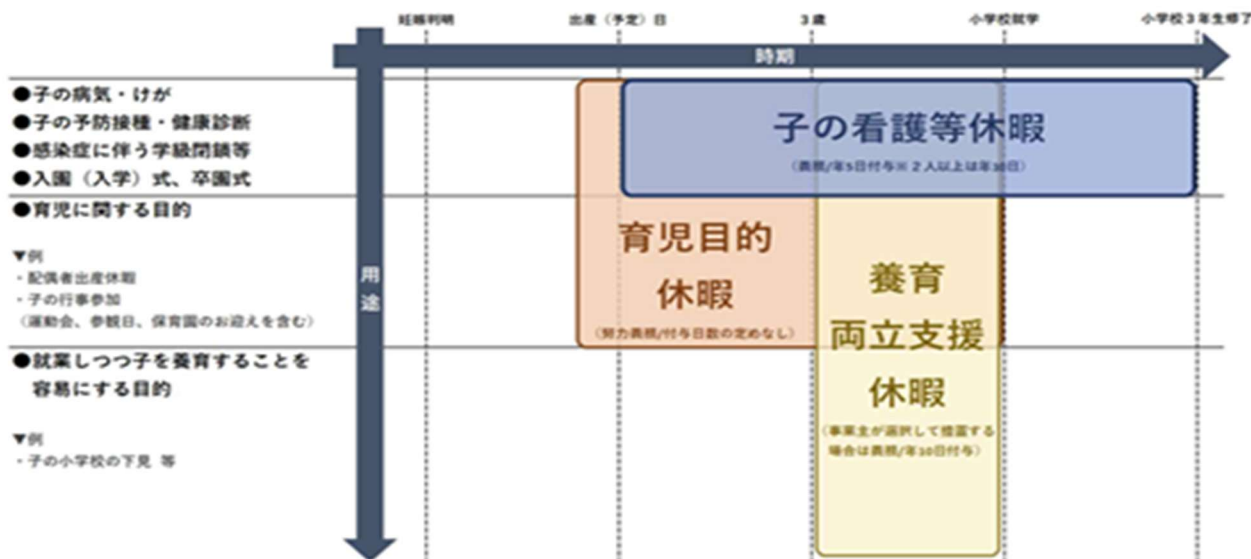 妊娠判明
出産（予定）日
３歳
小学校就学
小学校３年生修了
時期
用途
●子の病気・けが
●子の予防接種・健康診断
●感染症に伴う学級閉鎖等
●入園（入学）式、卒園式
子の看護等休暇
（義務/年5日付与※２人以上は年10日）
●育児に関する目的
▼例
・配偶者出産休暇
・子の行事参加
（運動会、参観日、保育園のお迎えを含む）
育児目的
休暇
（努力義務/付与日数の定めなし）
養育
両立支援
休暇
（事業主が選択して措置する
場合は義務/年10日付与）
●就業しつつ子を養育することを
容易にする目的
▼例
・子の小学校の下見 等